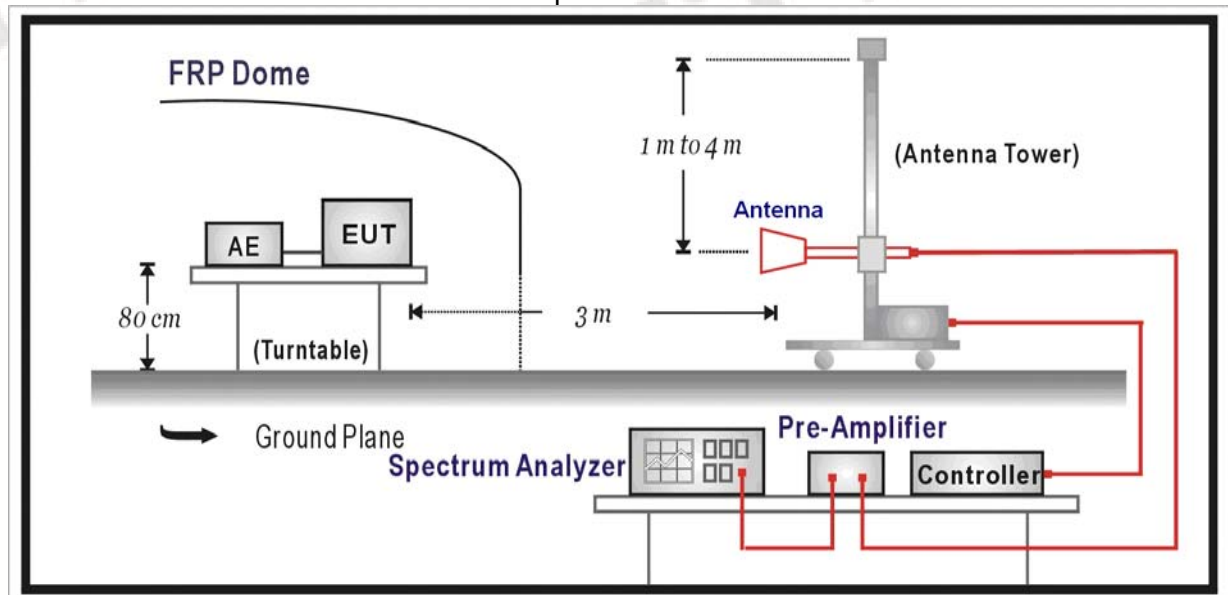 FRP Dome
1 m to 4 m
(Antenna Tower)
Antenna
AE
EUT
80 cm
3 m
(Turntable)
Ground Plane
Pre-Amplifier
Spectrum Analyzer
Controller